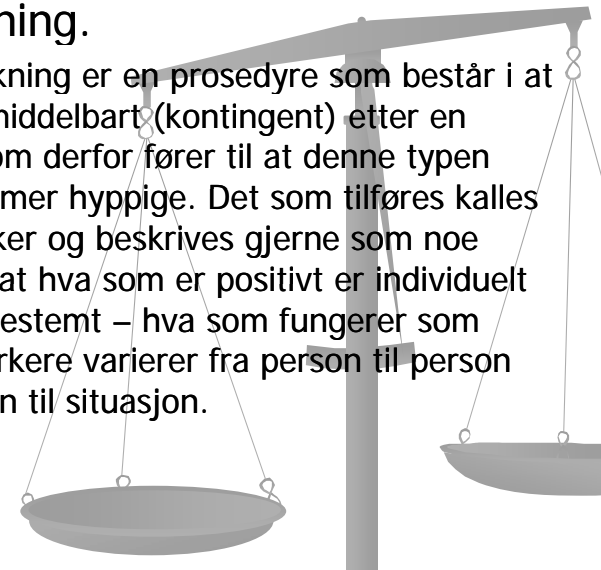 ning.
kning er en prosedyre som består i at
middelbart (kontingent) etter en
om derfor fører til at denne typen
mer hyppige. Det som tilføres kalles
ker og beskrives gjerne som noe
at hva som er positivt er individuelt
estemt – hva som fungerer som
rkere varierer fra person til person
n til situasjon.